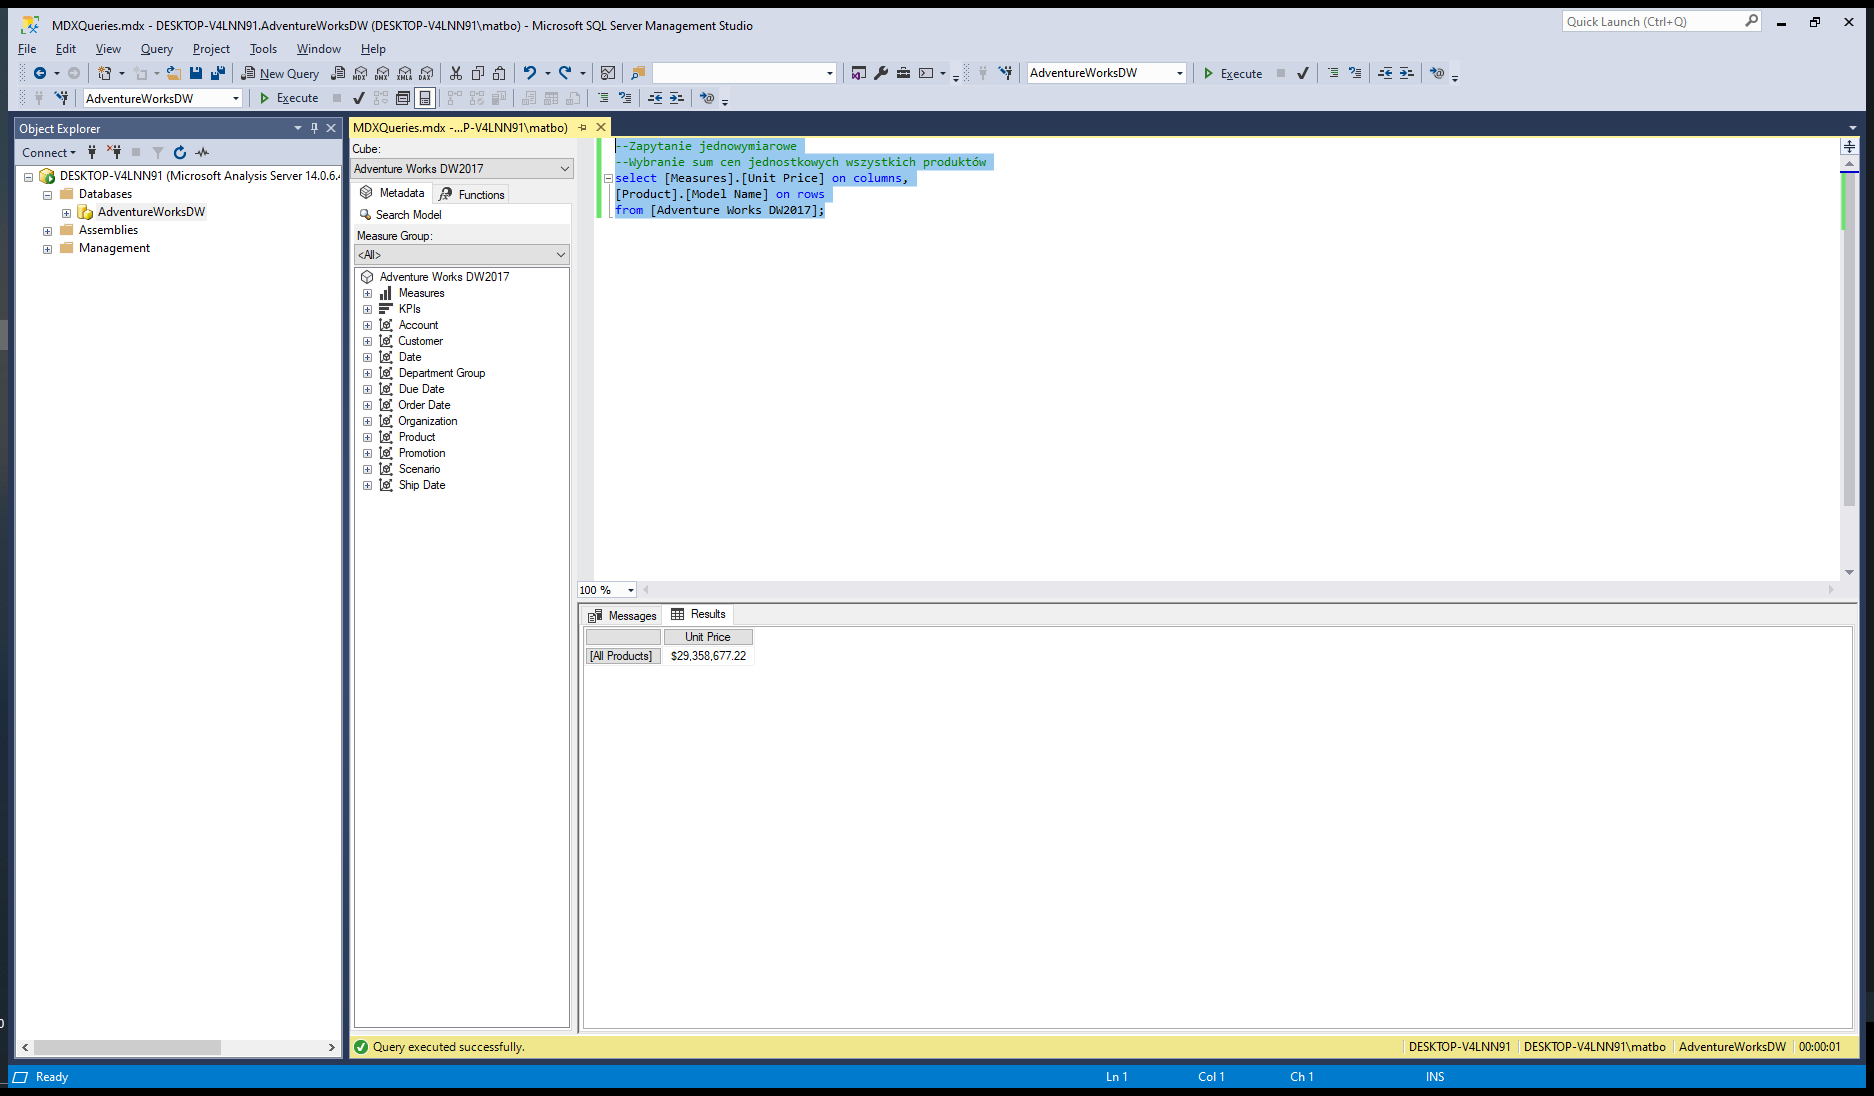 MDXQueries.mdx - DESKTOP-V4LNN91.AdventureWorksDW (DESKTOP-V4LNN91\matbo) - Microsoft SQL Server Management Studio
Quick Launch (Ctrl+Q)
File Edit View Query Project Tools Window Help
New Query MDX DMX XMLA DAX AdventureWorksDW Execute
AdventureWorksDW Execute
Object Explorer
Connect
DESKTOP-V4LNN91 (Microsoft Analysis Server 14.0.6.4
Databases
AdventureWorksDW
Assemblies
Management
MDXQueries.mdx -...P-V4LNN91\matbo)
Cube:
Adventure Works DW2017
Metadata Functions
Search Model
Measure Group:
<All>
Adventure Works DW2017
Measures
KPIs
Account
Customer
Date
Department Group
Due Date
Order Date
Organization
Product
Promotion
Scenario
Ship Date
--Zapytanie jednowymiarowe
--Wybranie sum cen jednostkowych wszystkich produktów
select [Measures].[Unit Price] on columns,
[Product].[Model Name] on rows
from [Adventure Works DW2017];
100 %
Messages Results
Unit Price
[All Products] $29,358,677.22
Query executed successfully.
DESKTOP-V4LNN91 DESKTOP-V4LNN91\matbo AdventureWorksDW 00:00:01
Ready Ln 1 Col 1 Ch 1 INS